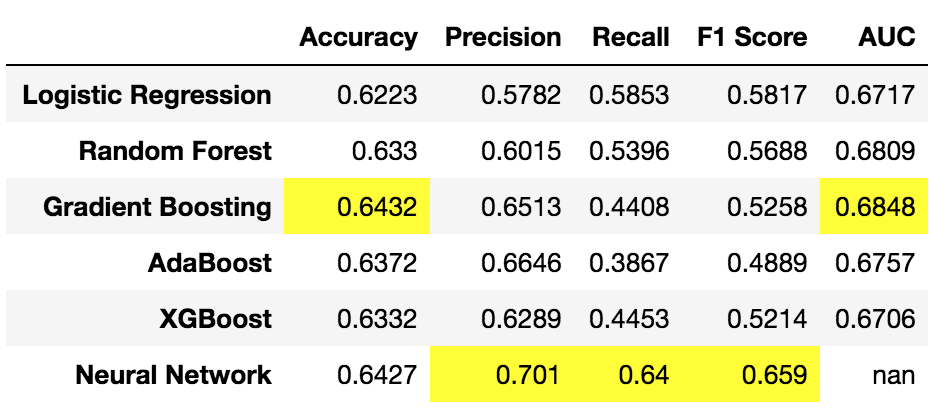 Accuracy Precision Recall F1 Score AUC
Logistic Regression 0.6223 0.5782 0.5853 0.5817 0.6717
Random Forest 0.633 0.6015 0.5396 0.5688 0.6809
Gradient Boosting 0.6432 0.6513 0.4408 0.5258 0.6848
AdaBoost 0.6372 0.6646 0.3867 0.4889 0.6757
XGBoost 0.6332 0.6289 0.4453 0.5214 0.6706
Neural Network 0.6427 0.701 0.64 0.659 nan